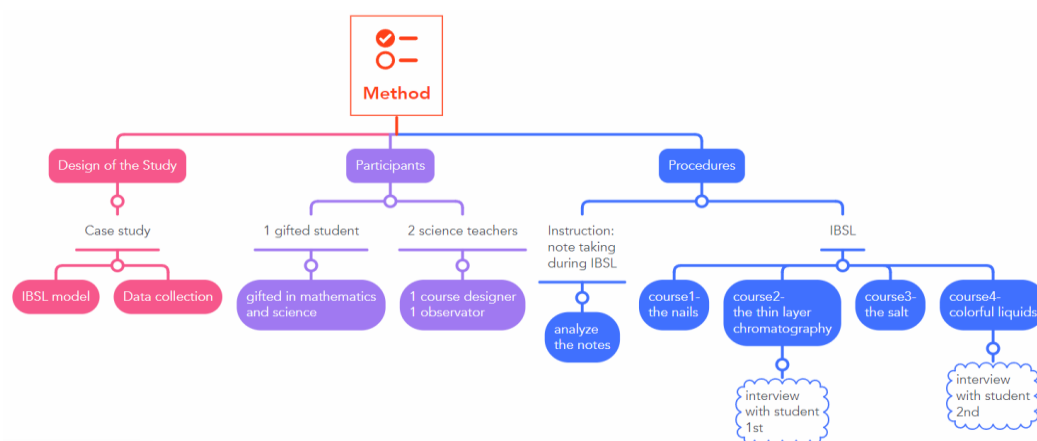 Method
Design of the Study
Participants
Procedures
Case study
1 gifted student
2 science teachers
Instruction:
note taking
during IBSL
IBSL
IBSL model
Data collection
gifted in mathematics
and science
1 course designer
1 observator
analyze
the notes
course1-
the nails
course2-
the thin layer
chromatography
course3-
the salt
course4-
colorful liquids
interview
with student
1st
interview
with student
2nd